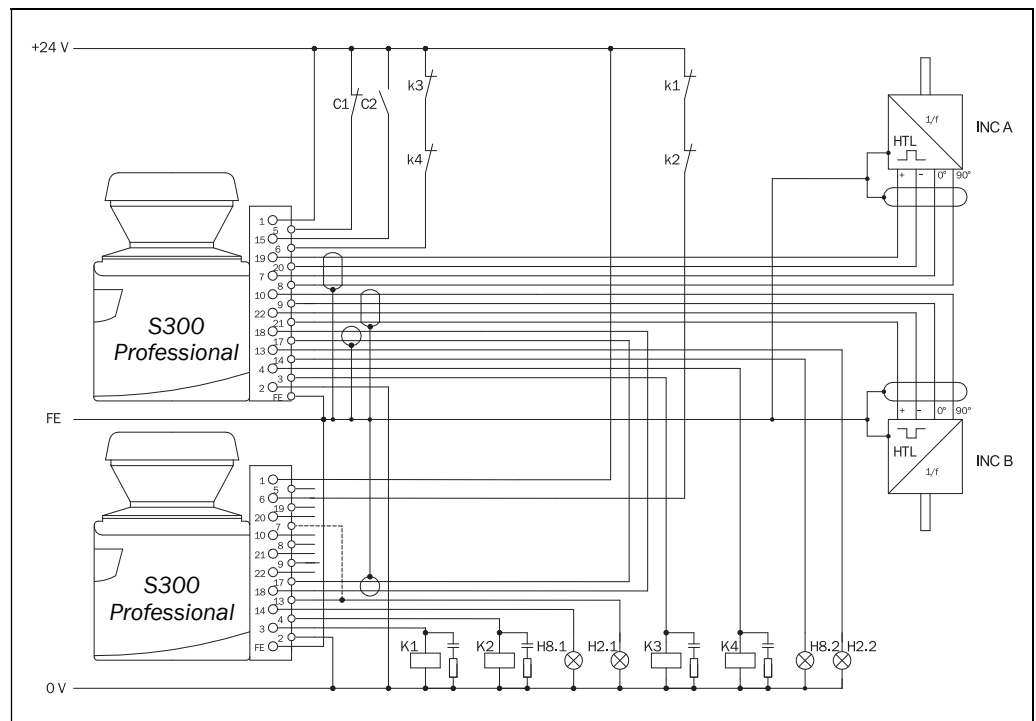 +24 V
k3
k1
C1 C2
k4
k2
1/f
INC A
HTL
+ - 0° 90°
1
5
15
6
19
20
7
8
10
9
22
21
18
17
13
14
4
3
2
FE
S300
Professional
FE
+ - 0° 90°
HTL
1/f
INC B
1
5
6
19
20
7
10
8
21
9
22
17
18
13
14
4
3
2
FE
S300
Professional
K1 K2 H8.1 H2.1 K3 K4 H8.2 H2.2
0 V